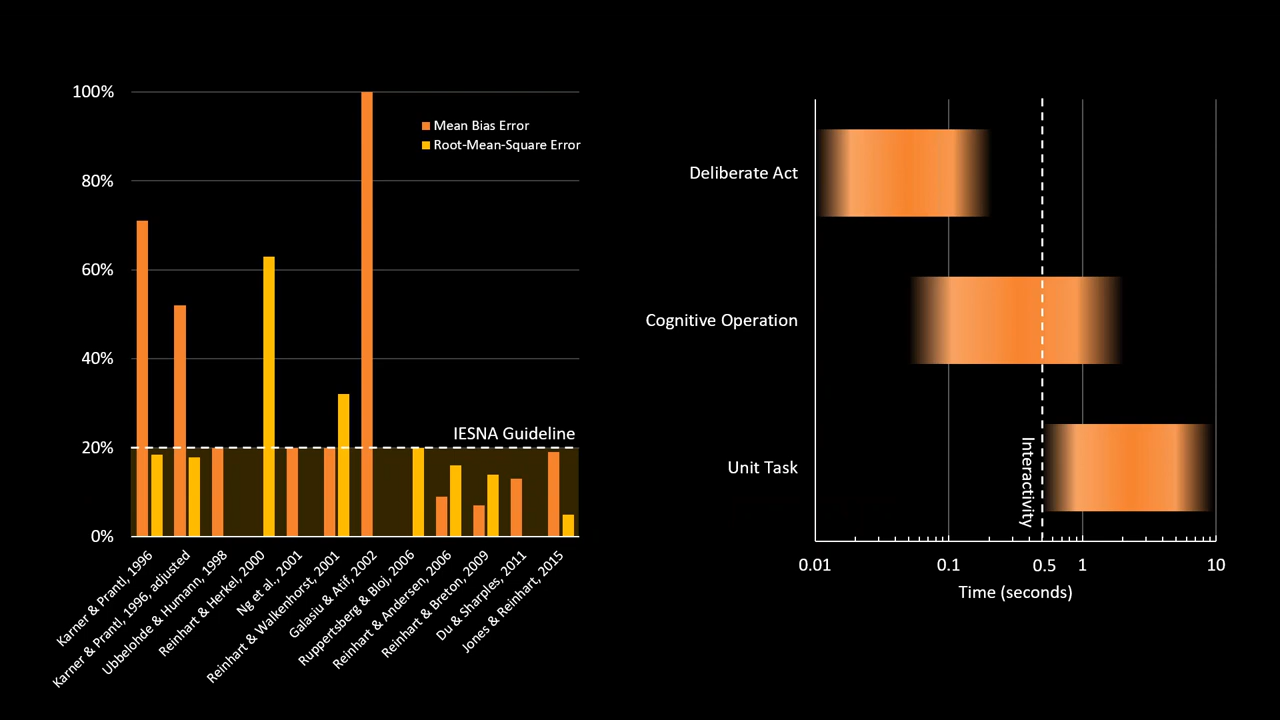 100%
80%
60%
40%
20%
0%
Mean Bias Error
Root-Mean-Square Error
IESNA Guideline
Karner & Prantl, 1996
Karner & Prantl, 1996, adjusted
Ubbelohde & Humann, 1998
Reinhart & Herkel, 2000
Ng et al., 2001
Reinhart & Walkenhorst, 2001
Galasiu & Atif, 2002
Ruppertsberg & Bloj, 2006
Reinhart & Andersen, 2006
Reinhart & Breton, 2009
Du & Sharples, 2011
Jones & Reinhart, 2015
Deliberate Act
Cognitive Operation
Unit Task
Interactivity
0.01
0.1
0.5
1
10
Time (seconds)